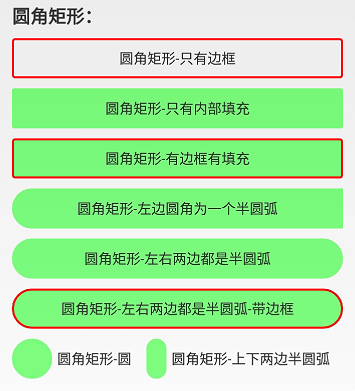 圆角矩形：
圆角矩形-只有边框
圆角矩形-只有内部填充
圆角矩形-有边框有填充
圆角矩形-左边圆角为一个半圆弧
圆角矩形-左右两边都是半圆弧
圆角矩形-左右两边都是半圆弧-带边框
圆角矩形-圆 圆角矩形-上下两边半圆弧